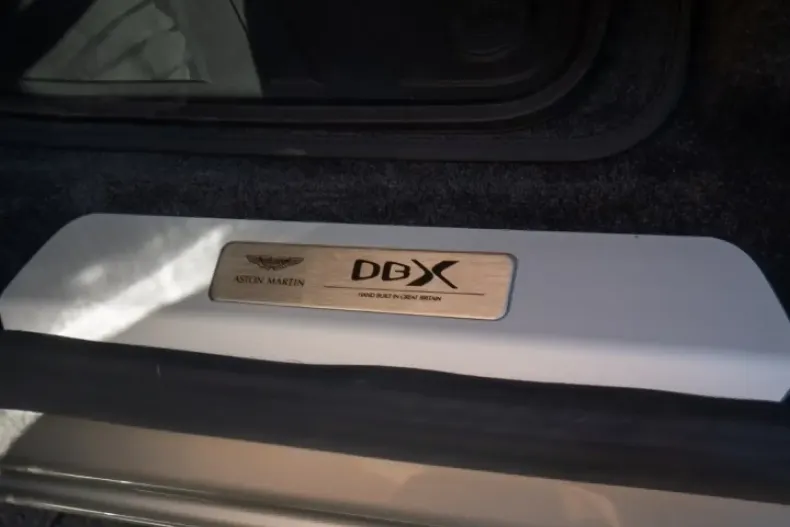 ASTON MARTIN
DBX
HAND BUILT IN GREAT BRITAIN